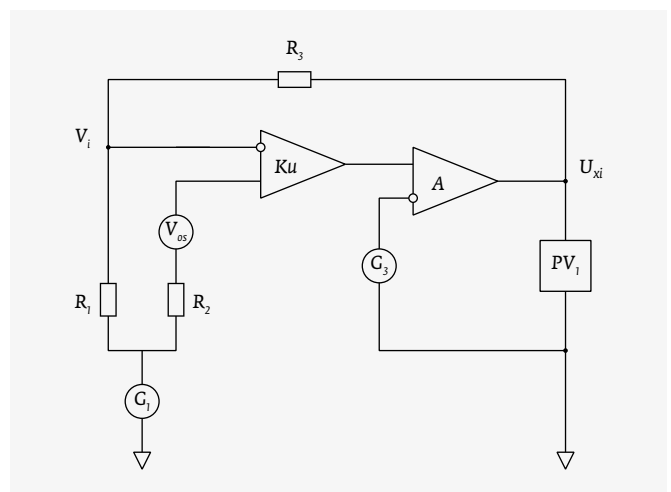 R₃
Vᵢ
Ku
A
Uₓᵢ
Vₒₛ
G₃
PV₁
R₁
R₂
G₁